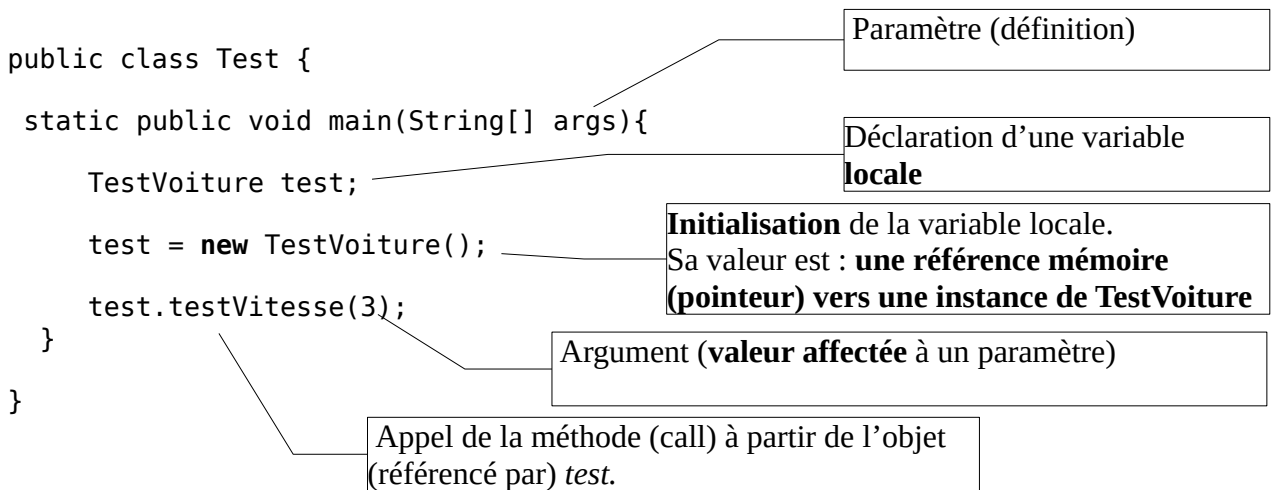 Paramètre (définition)
public class Test {
static public void main(String[] args){
Déclaration d’une variable
locale
TestVoiture test;
Initialisation de la variable locale.
Sa valeur est : une référence mémoire
(pointeur) vers une instance de TestVoiture
test = new TestVoiture();
test.testVitesse(3);
}
Argument (valeur affectée à un paramètre)
}
Appel de la méthode (call) à partir de l’objet
(référencé par) test.